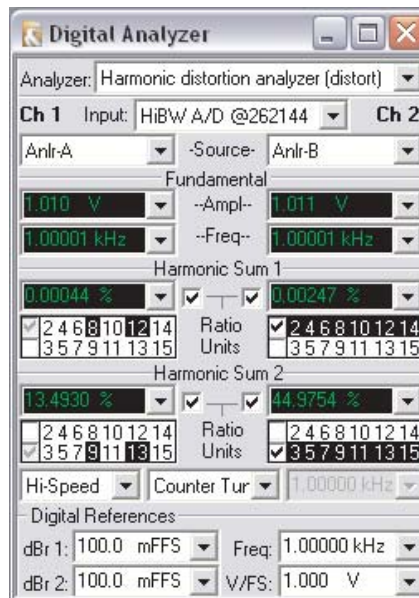 Digital Analyzer
Analyzer: Harmonic distortion analyzer (distort)
Ch 1 Input: HiBW A/D @262144 Ch 2
Anlr-A -Source- Anlr-B
Fundamental
1.010 V --Ampl-- 1.011 V
1.00001 kHz --Freq-- 1.00001 kHz
Harmonic Sum 1
0.00044 % 0.00247 %
2 4 6 8 10 12 14 Ratio 2 4 6 8 10 12 14
3 5 7 9 11 13 15 Units 3 5 7 9 11 13 15
Harmonic Sum 2
13.4930 % 44.9754 %
2 4 6 8 10 12 14 Ratio 2 4 6 8 10 12 14
3 5 7 9 11 13 15 Units 3 5 7 9 11 13 15
Hi-Speed Counter Tur 1.00000 kHz
Digital References
dBr 1: 100.0 mFFS Freq: 1.00000 kHz
dBr 2: 100.0 mFFS V/FS: 1.000 V